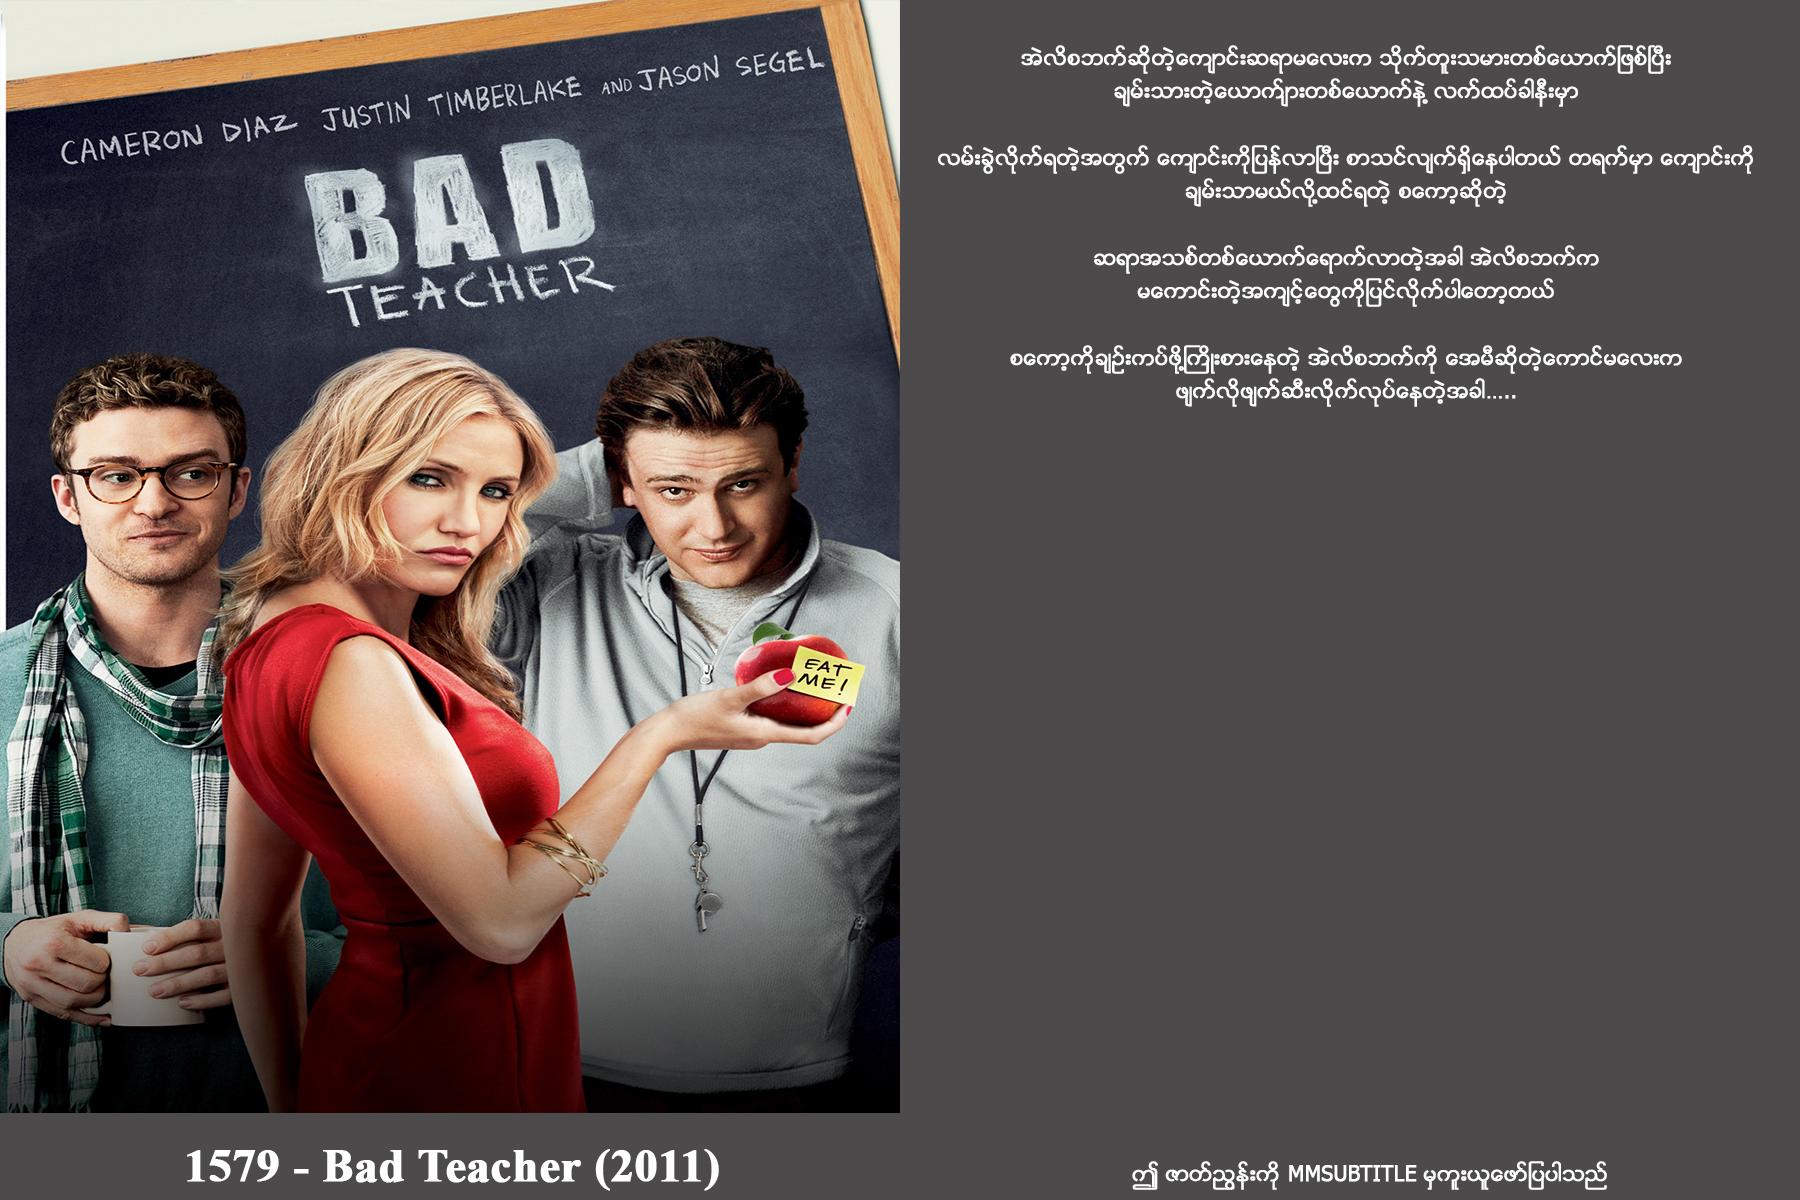 CAMERON DIAZ JUSTIN TIMBERLAKE AND JASON SEGEL
BAD
TEACHER
EAT
ME!
1579 - Bad Teacher (2011)
အဲလိစဘက်ဆိုတဲ့ကျောင်းဆရာမလေးက သိုက်တူးသမားတစ်ယောက်ဖြစ်ပြီး
ချမ်းသားတဲ့ယောက်ျားတစ်ယောက်နဲ့ လက်ထပ်ခါနီးမှာ
လမ်းခွဲလိုက်ရတဲ့အတွက် ကျောင်းကိုပြန်လာပြီး စာသင်လျက်ရှိနေပါတယ် တရက်မှာ ကျောင်းကို
ချမ်းသာမယ်လို့ထင်ရတဲ့ စကော့ဆိုတဲ့
ဆရာအသစ်တစ်ယောက်ရောက်လာတဲ့အခါ အဲလိစဘက်က
မကောင်းတဲ့အကျင့်တွေကိုပြင်လိုက်ပါတော့တယ်
စကော့ကိုချဉ်းကပ်ဖို့ကြိုးစားနေတဲ့ အဲလိစဘက်ကို အေမီဆိုတဲ့ကောင်မလေးက
ဖျက်လိုဖျက်ဆီးလိုက်လုပ်နေတဲ့အခါ.....
ဤ ဇာတ်ညွှန်းကို MMSUBTITLE မှကူးယူဖော်ပြပါသည်